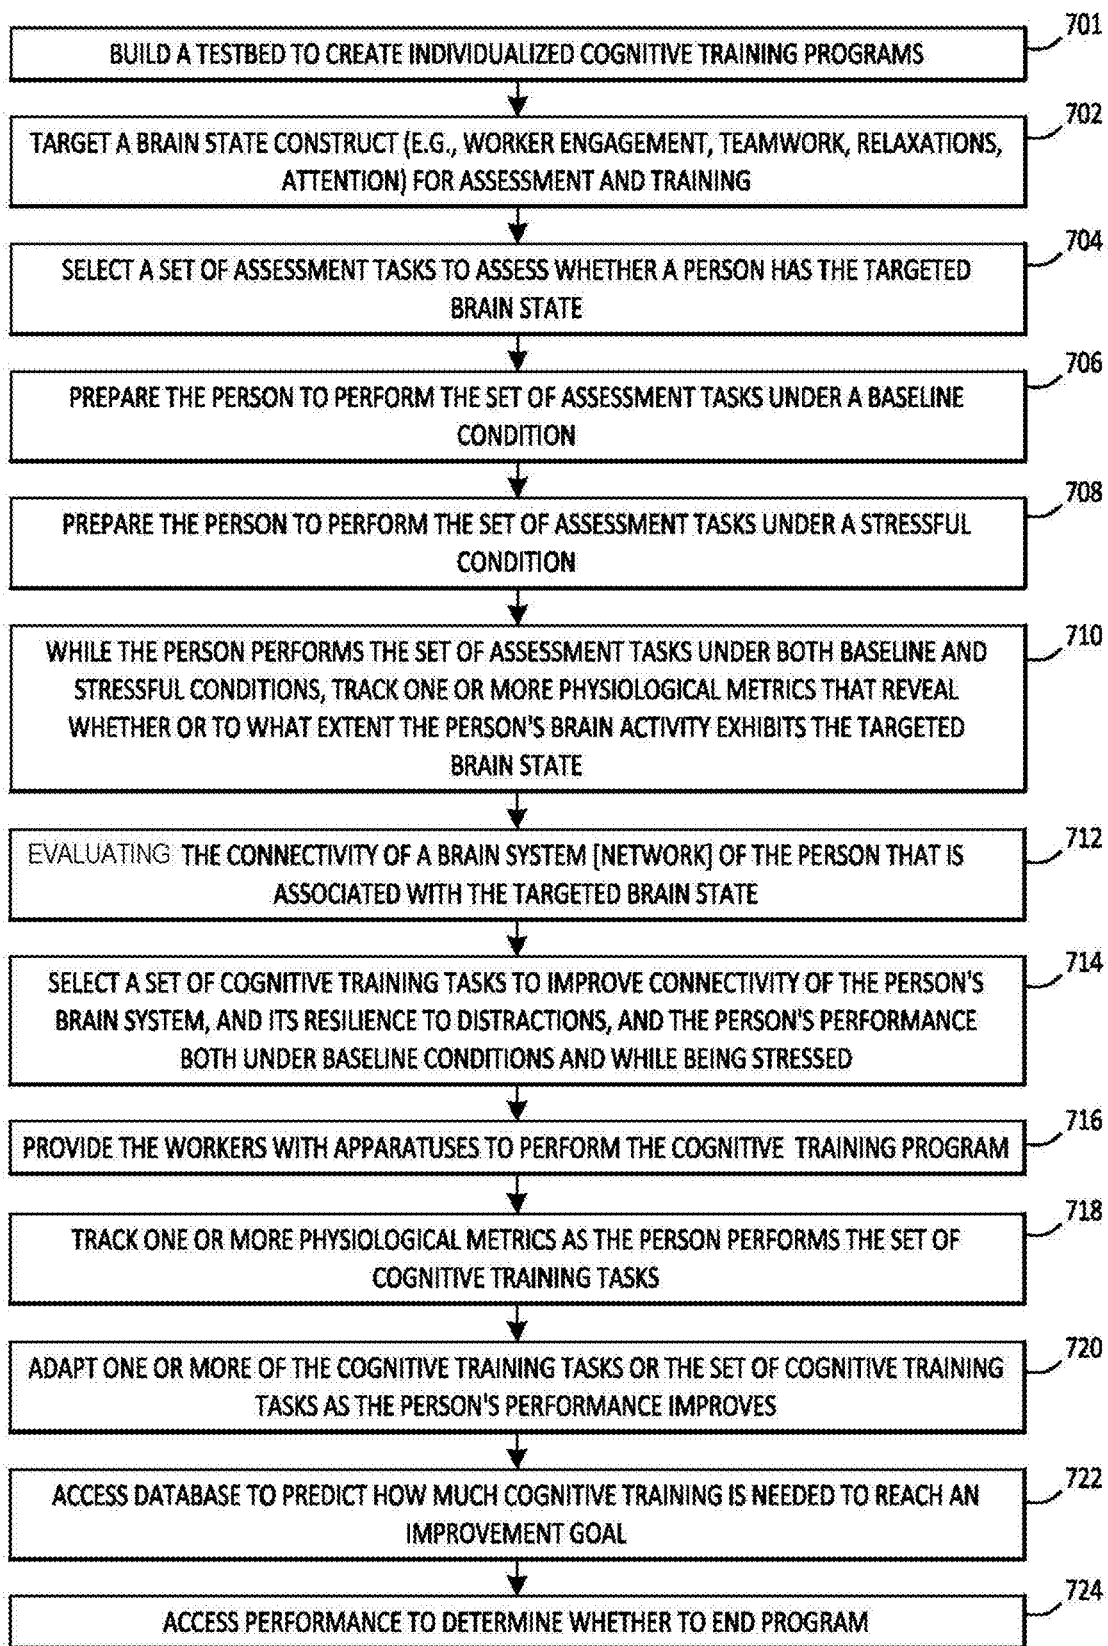 701
BUILD A TESTBED TO CREATE INDIVIDUALIZED COGNITIVE TRAINING PROGRAMS
702
TARGET A BRAIN STATE CONSTRUCT (E.G., WORKER ENGAGEMENT, TEAMWORK, RELAXATIONS,
ATTENTION) FOR ASSESSMENT AND TRAINING
704
SELECT A SET OF ASSESSMENT TASKS TO ASSESS WHETHER A PERSON HAS THE TARGETED
BRAIN STATE
706
PREPARE THE PERSON TO PERFORM THE SET OF ASSESSMENT TASKS UNDER A BASELINE
CONDITION
708
PREPARE THE PERSON TO PERFORM THE SET OF ASSESSMENT TASKS UNDER A STRESSFUL
CONDITION
710
WHILE THE PERSON PERFORMS THE SET OF ASSESSMENT TASKS UNDER BOTH BASELINE AND
STRESSFUL CONDITIONS, TRACK ONE OR MORE PHYSIOLOGICAL METRICS THAT REVEAL
WHETHER OR TO WHAT EXTENT THE PERSON'S BRAIN ACTIVITY EXHIBITS THE TARGETED
BRAIN STATE
712
EVALUATING THE CONNECTIVITY OF A BRAIN SYSTEM [NETWORK] OF THE PERSON THAT IS
ASSOCIATED WITH THE TARGETED BRAIN STATE
714
SELECT A SET OF COGNITIVE TRAINING TASKS TO IMPROVE CONNECTIVITY OF THE PERSON'S
BRAIN SYSTEM, AND ITS RESILIENCE TO DISTRACTIONS, AND THE PERSON'S PERFORMANCE
BOTH UNDER BASELINE CONDITIONS AND WHILE BEING STRESSED
716
PROVIDE THE WORKERS WITH APPARATUSES TO PERFORM THE COGNITIVE TRAINING PROGRAM
718
TRACK ONE OR MORE PHYSIOLOGICAL METRICS AS THE PERSON PERFORMS THE SET OF
COGNITIVE TRAINING TASKS
720
ADAPT ONE OR MORE OF THE COGNITIVE TRAINING TASKS OR THE SET OF COGNITIVE TRAINING
TASKS AS THE PERSON'S PERFORMANCE IMPROVES
722
ACCESS DATABASE TO PREDICT HOW MUCH COGNITIVE TRAINING IS NEEDED TO REACH AN
IMPROVEMENT GOAL
724
ACCESS PERFORMANCE TO DETERMINE WHETHER TO END PROGRAM